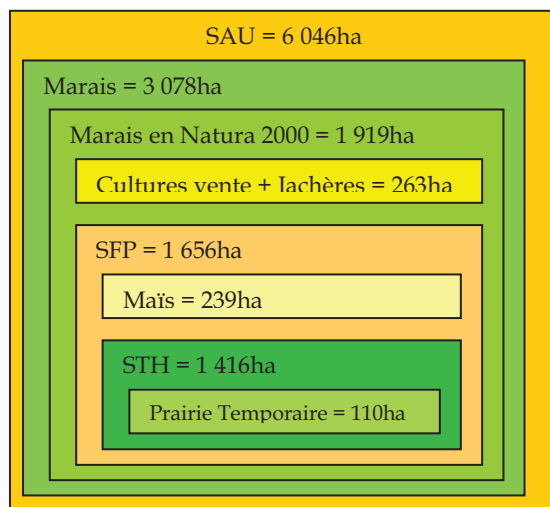 SAU = 6 046ha
Marais = 3 078ha
Marais en Natura 2000 = 1 919ha
Cultures vente + Jachères = 263ha
SFP = 1 656ha
Maïs = 239ha
STH = 1 416ha
Prairie Temporaire = 110ha